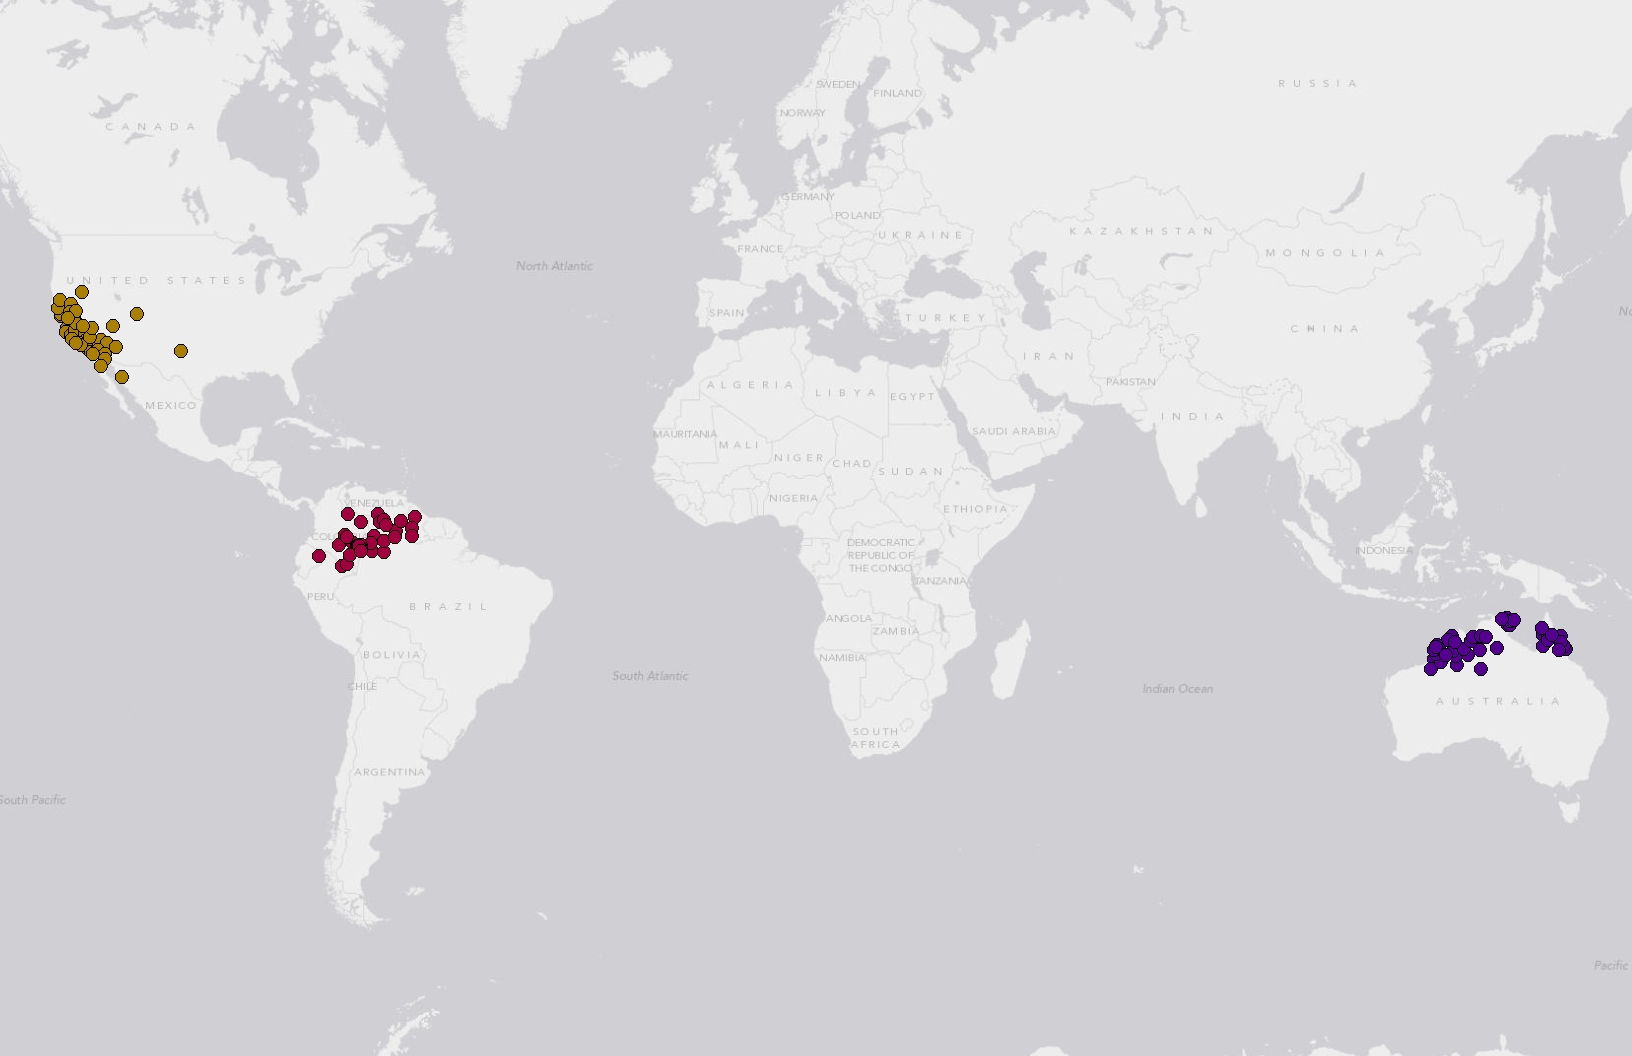 RUSSIA
SWEDEN
FINLAND
NORWAY
CANADA
GERMANY
POLAND
UKRAINE
KAZAKHSTAN
FRANCE
MONGOLIA
North Atlantic
UNITED STATES
SPAIN
TURKEY
No
CHINA
IRAN
PAKISTAN
ALGERIA
LIBYA
EGYPT
MEXICO
INDIA
MAURITANIA
SAUDI ARABIA
MALI
NIGER
CHAD
SUDAN
NIGERIA
VENEZUELA
ETHIOPIA
COLO
DEMOCRATIC
REPUBLIC OF
THE CONGO
INDONESIA
TANZANIA
PERU
BRAZIL
ANGOLA
ZAMBIA
BOLIVIA
NAMIBIA
South Atlantic
CHILE
Indian Ocean
AUSTRALIA
SOUTH
AFRICA
ARGENTINA
South Pacific
Pacific